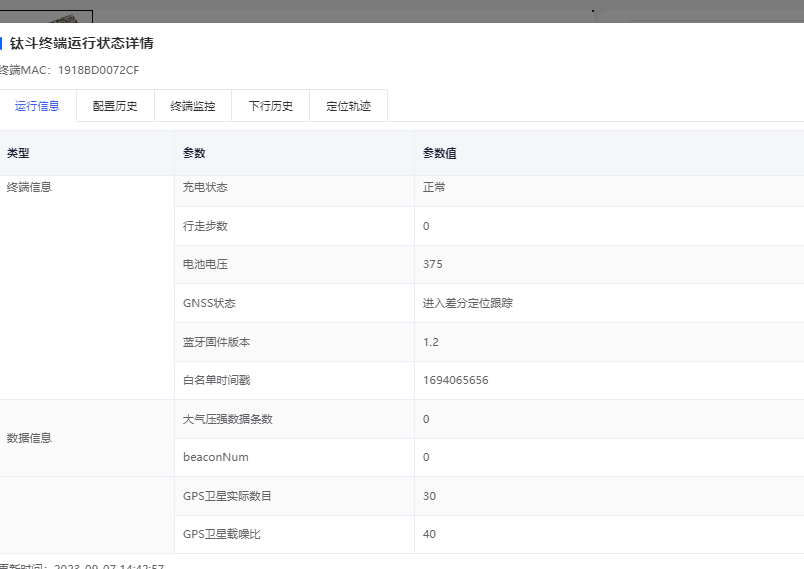 钛斗终端运行状态详情
终端MAC：1918BD0072CF
运行信息 配置历史 终端监控 下行历史 定位轨迹
类型 参数 参数值
终端信息 充电状态 正常
行走步数 0
电池电压 375
GNSS状态 进入差分定位跟踪
蓝牙固件版本 1.2
白名单时间戳 1694065656
数据信息 大气压强数据条数 0
beaconNum 0
GPS卫星实际数目 30
GPS卫星载噪比 40
更新时间：2023-09-07 14:42:57